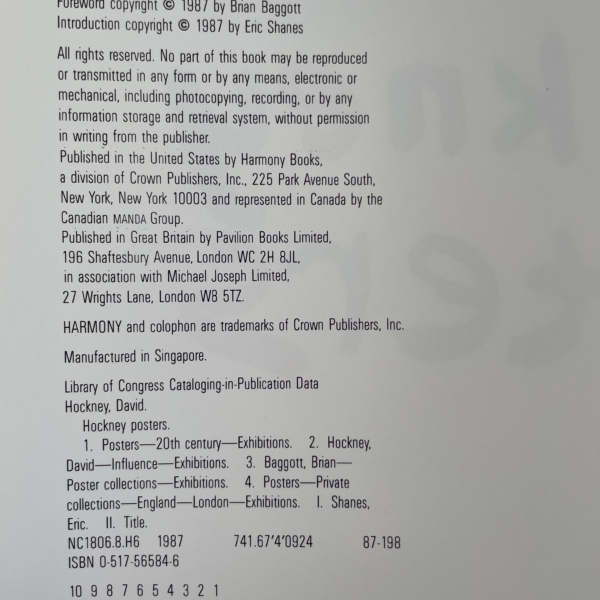 Foreword copyright © 1987 by Brian Baggott
Introduction copyright © 1987 by Eric Shanes
All rights reserved. No part of this book may be reproduced
or transmitted in any form or by any means, electronic or
mechanical, including photocopying, recording, or by any
information storage and retrieval system, without permission
in writing from the publisher.
Published in the United States by Harmony Books,
a division of Crown Publishers, Inc., 225 Park Avenue South,
New York, New York 10003 and represented in Canada by the
Canadian MANDA Group.
Published in Great Britain by Pavilion Books Limited,
196 Shaftesbury Avenue, London WC 2H 8JL,
in association with Michael Joseph Limited,
27 Wrights Lane, London W8 5TZ.
HARMONY and colophon are trademarks of Crown Publishers, Inc.
Manufactured in Singapore.
Library of Congress Cataloging-in-Publication Data
Hockney, David.
Hockney posters.
1. Posters—20th century—Exhibitions. 2. Hockney,
David—Influence—Exhibitions. 3. Baggott, Brian—
Poster collections—Exhibitions. 4. Posters—Private
collections—England—London—Exhibitions. I. Shanes,
Eric. II. Title.
NC1806.8.H6 1987 741.67'4'0924 87-198
ISBN 0-517-56584-6
10 9 8 7 6 5 4 3 2 1